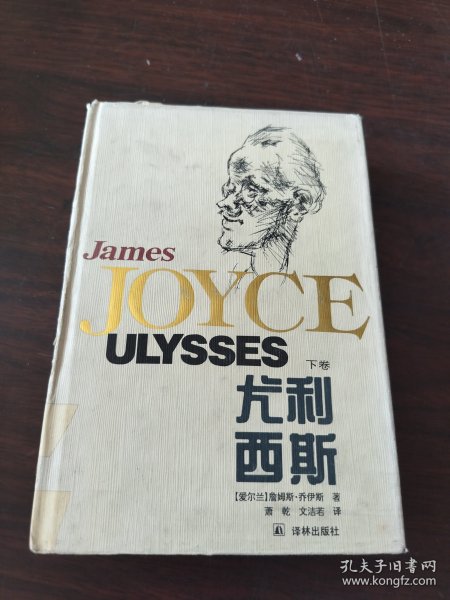 James
JOYCE
ULYSSES
下卷
尤利
西斯
【爱尔兰】詹姆斯·乔伊斯 著
萧乾 文洁若 译
译林出版社
孔夫子旧书网
www.kongfz.com